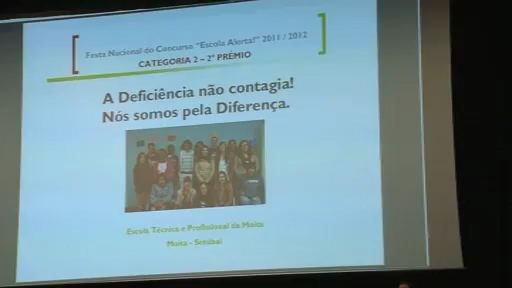 Festa Nacional do Concurso "Escola Alerta!" 2011 / 2012
CATEGORIA 2 – 2º PRÉMIO
A Deficiência não contagia!
Nós somos pela Diferença.
Escola Técnica e Profissional da Moita
Moita - Setúbal